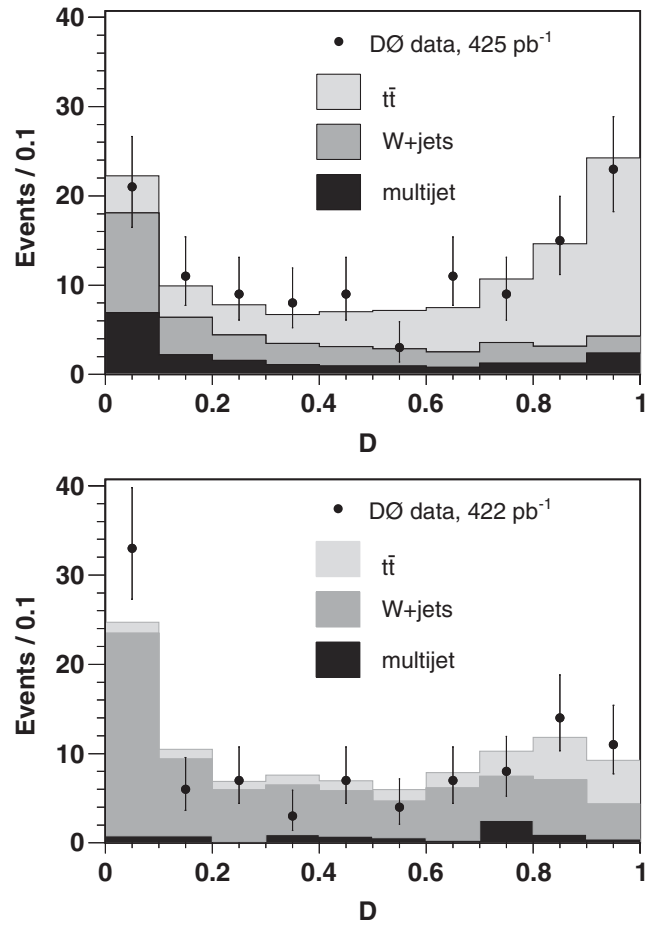 40
30
20
10
0
Events / 0.1
DØ data, 425 pb⁻¹
tt̄
W+jets
multijet
0 0.2 0.4 0.6 0.8 1
D
40
30
20
10
0
Events / 0.1
DØ data, 422 pb⁻¹
tt̄
W+jets
multijet
0 0.2 0.4 0.6 0.8 1
D